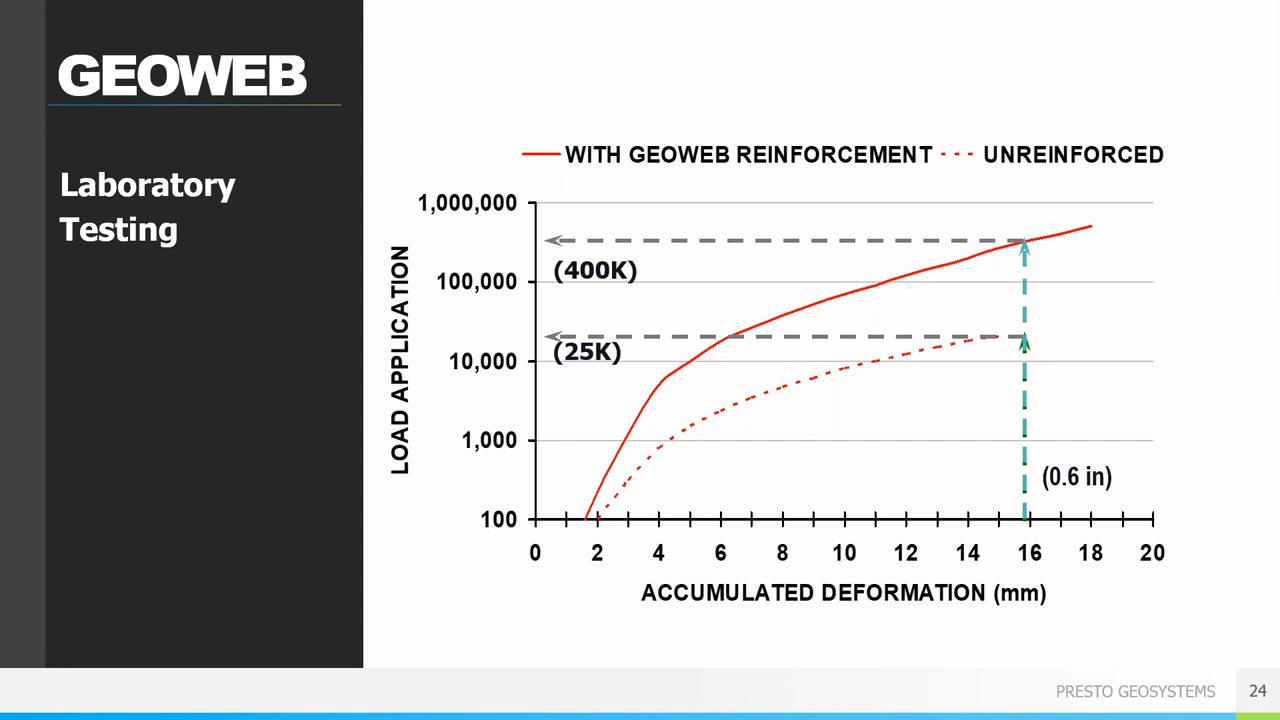 GEOWEB
Laboratory
Testing
WITH GEOWEB REINFORCEMENT UNREINFORCED
LOAD APPLICATION
1,000,000
(400K)
100,000
(25K)
10,000
1,000
(0.6 in)
100
0 2 4 6 8 10 12 14 16 18 20
ACCUMULATED DEFORMATION (mm)
PRESTO GEOSYSTEMS 24